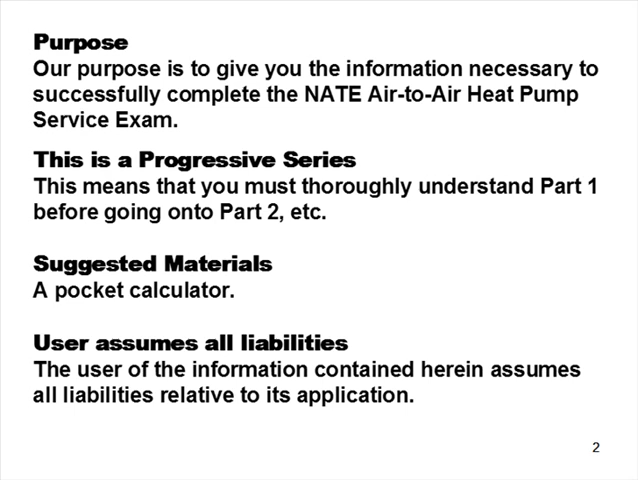 Purpose
Our purpose is to give you the information necessary to
successfully complete the NATE Air-to-Air Heat Pump
Service Exam.
This is a Progressive Series
This means that you must thoroughly understand Part 1
before going onto Part 2, etc.
Suggested Materials
A pocket calculator.
User assumes all liabilities
The user of the information contained herein assumes
all liabilities relative to its application.
2